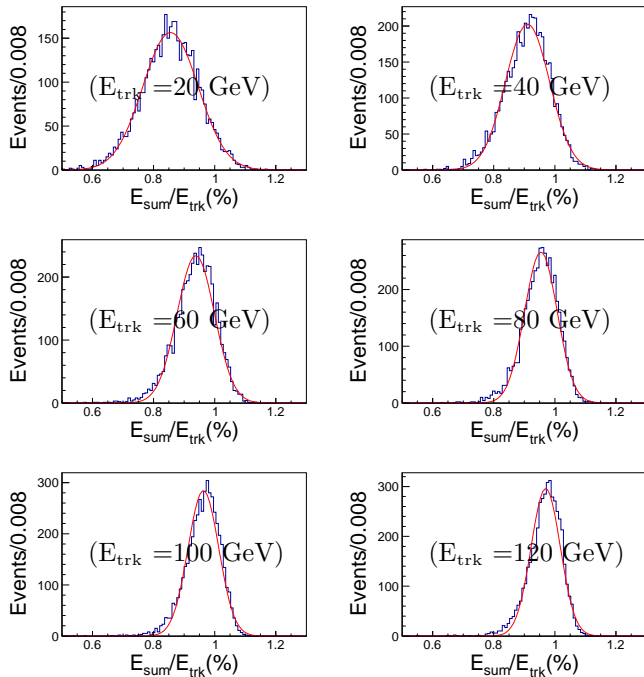 Events/0.008
150
100
50
0
(E_trk =20 GeV)
0.6 0.8 1 1.2
E_sum/E_trk(%)
Events/0.008
200
150
100
50
0
(E_trk =40 GeV)
0.6 0.8 1 1.2
E_sum/E_trk(%)
Events/0.008
200
100
0
(E_trk =60 GeV)
0.6 0.8 1 1.2
E_sum/E_trk(%)
Events/0.008
200
100
0
(E_trk =80 GeV)
0.6 0.8 1 1.2
E_sum/E_trk(%)
Events/0.008
300
200
100
0
(E_trk =100 GeV)
0.6 0.8 1 1.2
E_sum/E_trk(%)
Events/0.008
300
200
100
0
(E_trk =120 GeV)
0.6 0.8 1 1.2
E_sum/E_trk(%)